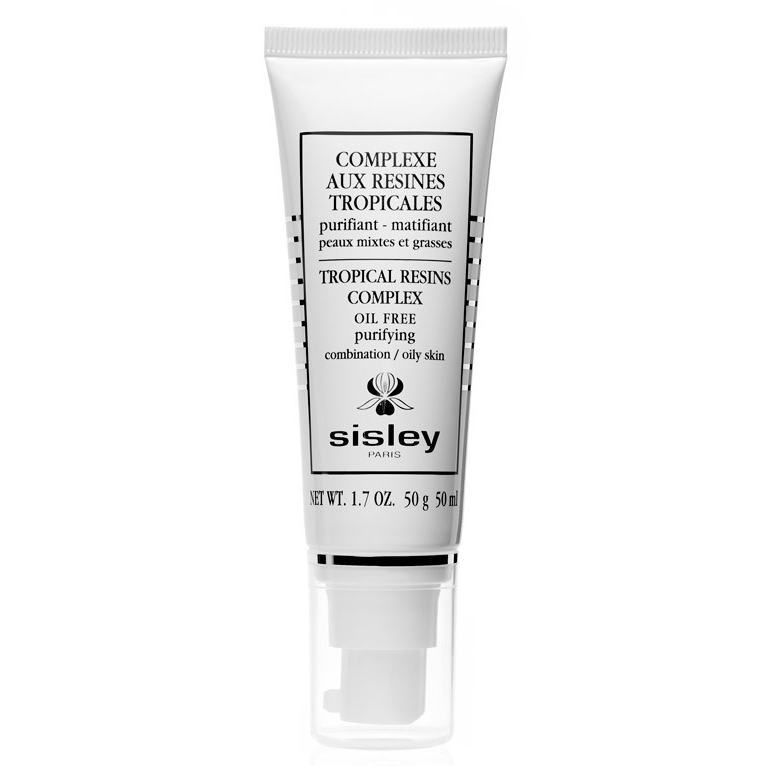 COMPLEXE
AUX RESINES
TROPICALES
purifiant - matifiant
peaux mixtes et grasses
TROPICAL RESINS
COMPLEX
OIL FREE
purifying
combination / oily skin
sisley
PARIS
NET WT. 1.7 OZ. 50 g 50 ml